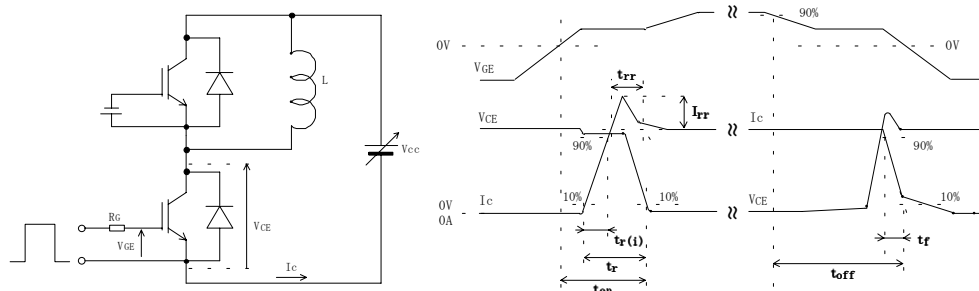 L
Vcc
RG
VGE
VCE
Ic
0V
VGE
90%
0V
trr
Irr
VCE
Ic
90%
90%
Ic
10%
10%
VCE
10%
0V
0A
tr(i)
tr
ton
tf
toff